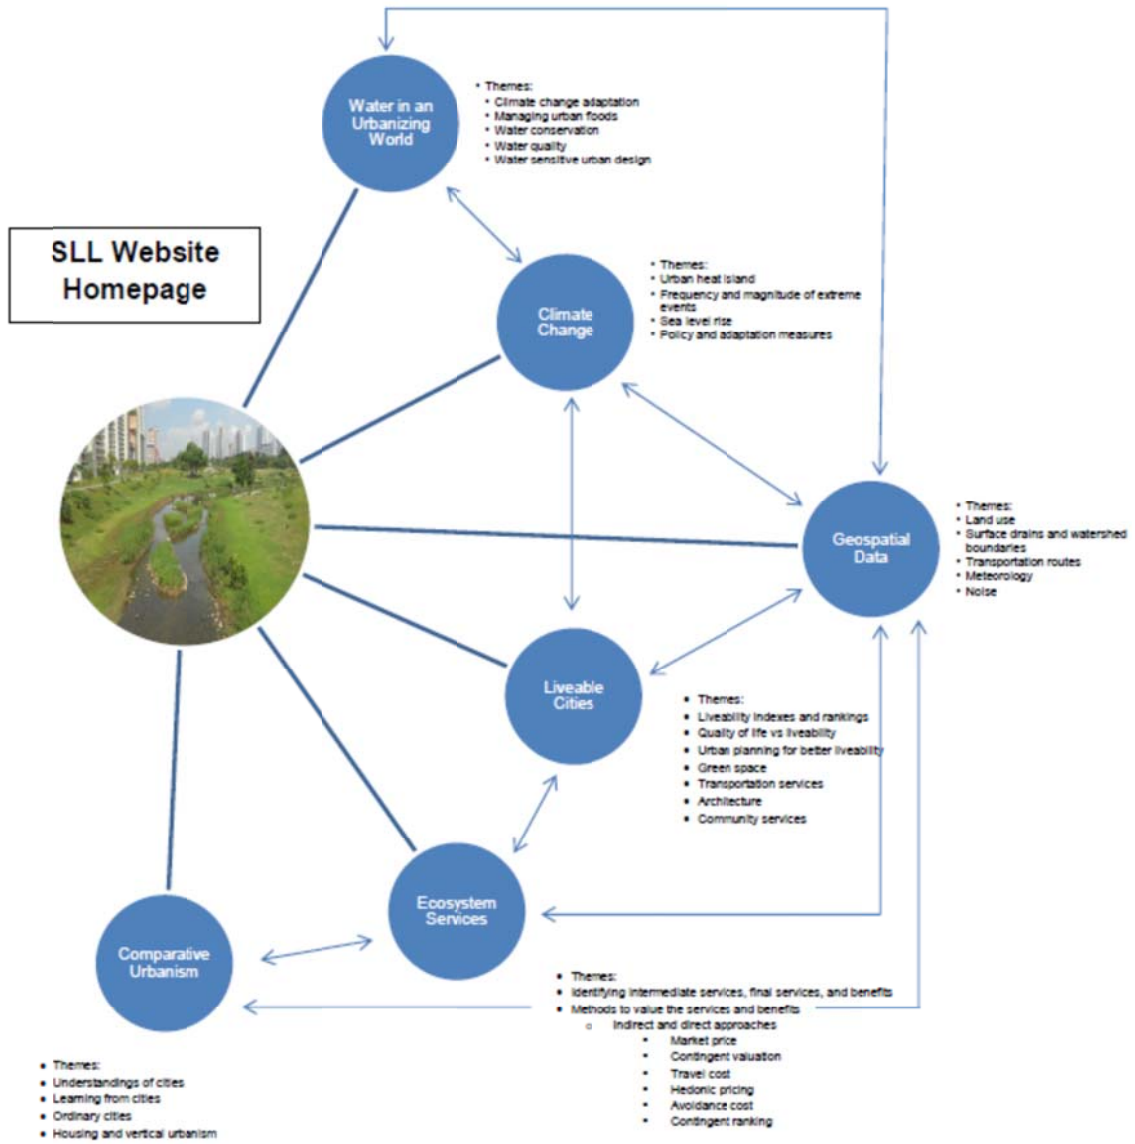 Water in an
Urbanizing
World
• Themes:
• Climate change adaptation
• Managing urban foods
• Water conservation
• Water quality
• Water sensitive urban design
SLL Website
Homepage
Climate
Change
• Themes:
• Urban heat island
• Frequency and magnitude of extreme
events
• Sea level rise
• Policy and adaptation measures
Geospatial
Data
• Themes:
• Land use
• Surface drains and watershed
boundaries
• Transportation routes
• Meteorology
• Noise
Liveable
Cities
• Themes:
• Liveability indexes and rankings
• Quality of life vs liveability
• Urban planning for better liveability
• Green space
• Transportation services
• Architecture
• Community services
Ecosystem
Services
Comparative
Urbanism
• Themes:
• Identifying intermediate services, final services, and benefits
• Methods to value the services and benefits
o Indirect and direct approaches
▪ Market price
▪ Contingent valuation
▪ Travel cost
▪ Hedonic pricing
▪ Avoidance cost
▪ Contingent ranking
• Themes:
• Understandings of cities
• Learning from cities
• Ordinary cities
• Housing and vertical urbanism